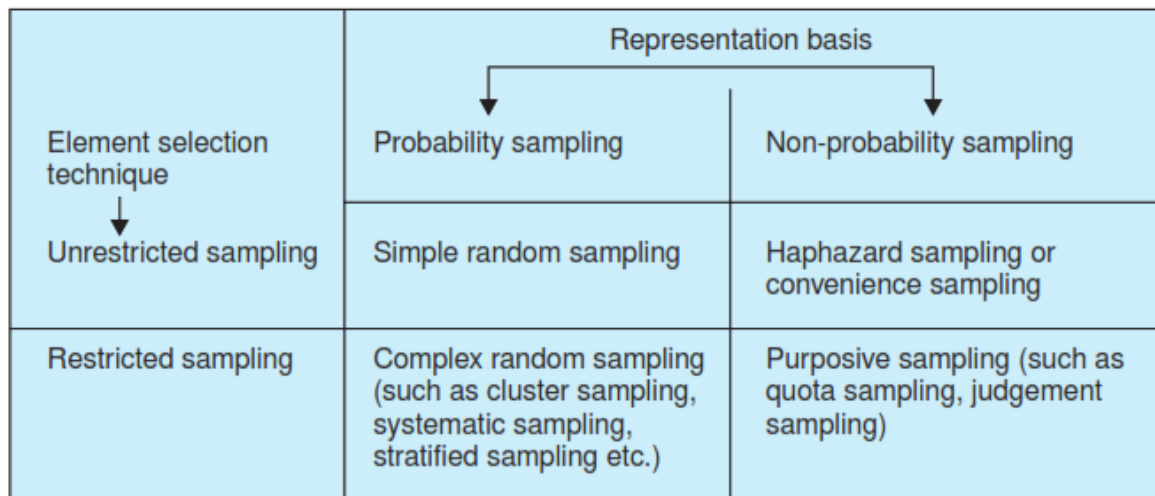 Representation basis
Element selection
technique
Probability sampling
Non-probability sampling
Unrestricted sampling
Simple random sampling
Haphazard sampling or
convenience sampling
Restricted sampling
Complex random sampling
(such as cluster sampling,
systematic sampling,
stratified sampling etc.)
Purposive sampling (such as
quota sampling, judgement
sampling)